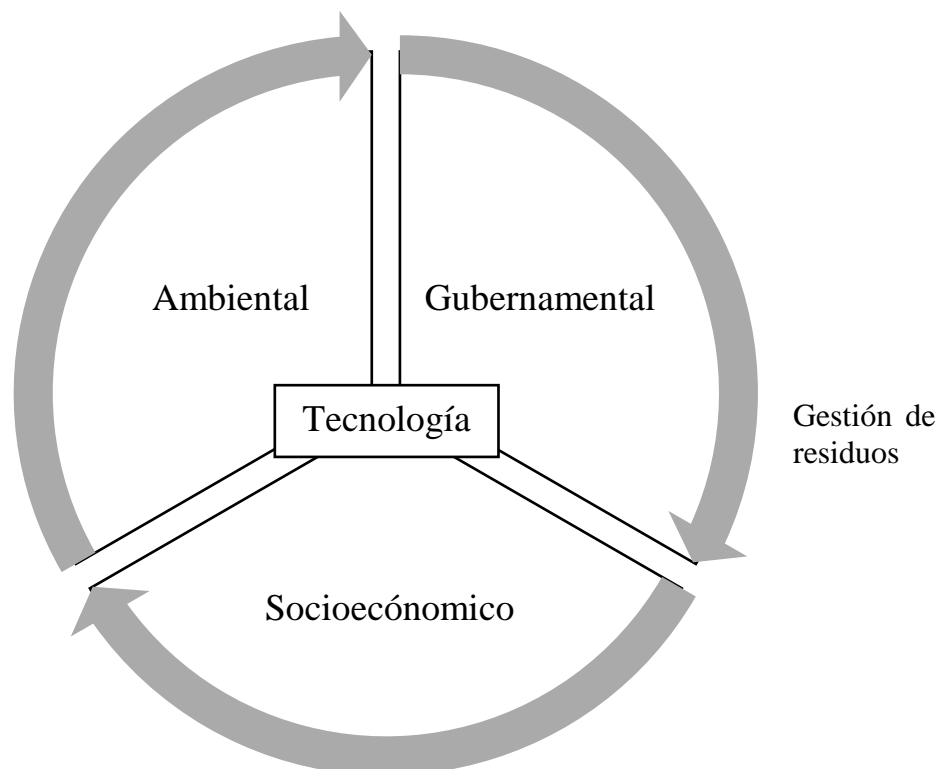 Ambiental
Gubernamental
Tecnología
Gestión de
residuos
Socioecónomico